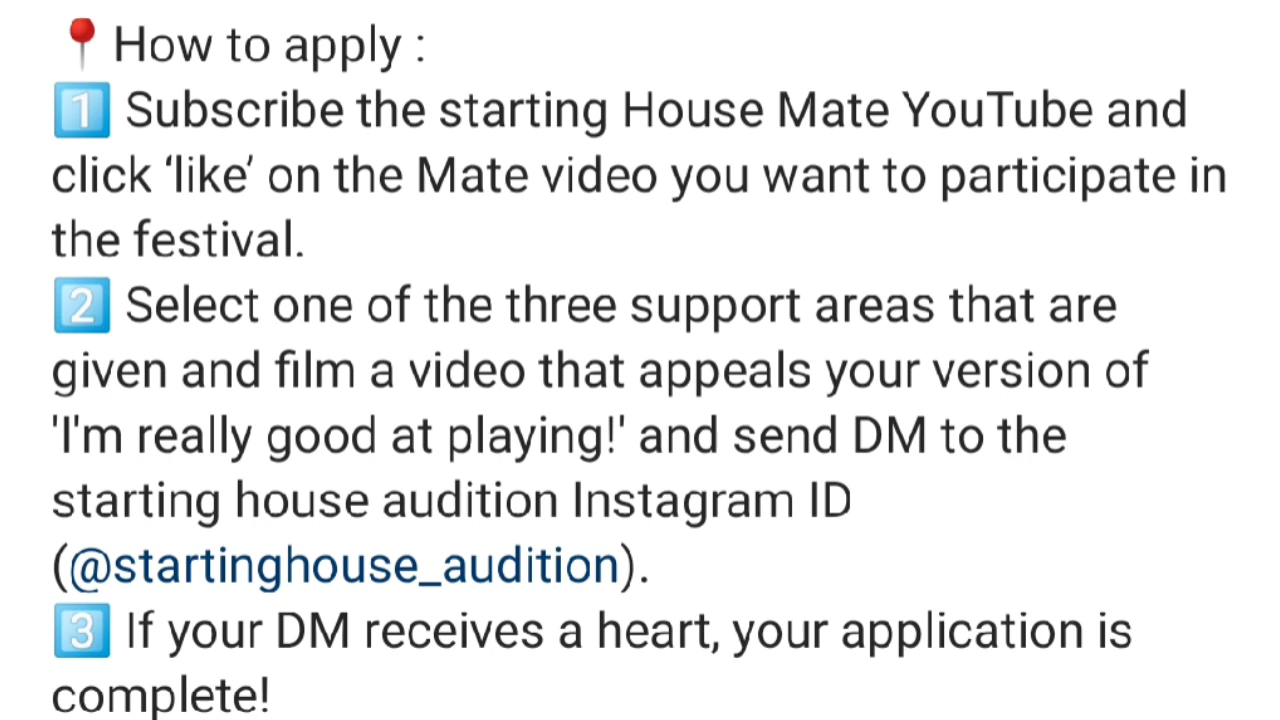 📍How to apply :
1️⃣ Subscribe the starting House Mate YouTube and
click ‘like’ on the Mate video you want to participate in
the festival.
2️⃣ Select one of the three support areas that are
given and film a video that appeals your version of
'I'm really good at playing!' and send DM to the
starting house audition Instagram ID
(@startinghouse_audition).
3️⃣ If your DM receives a heart, your application is
complete!